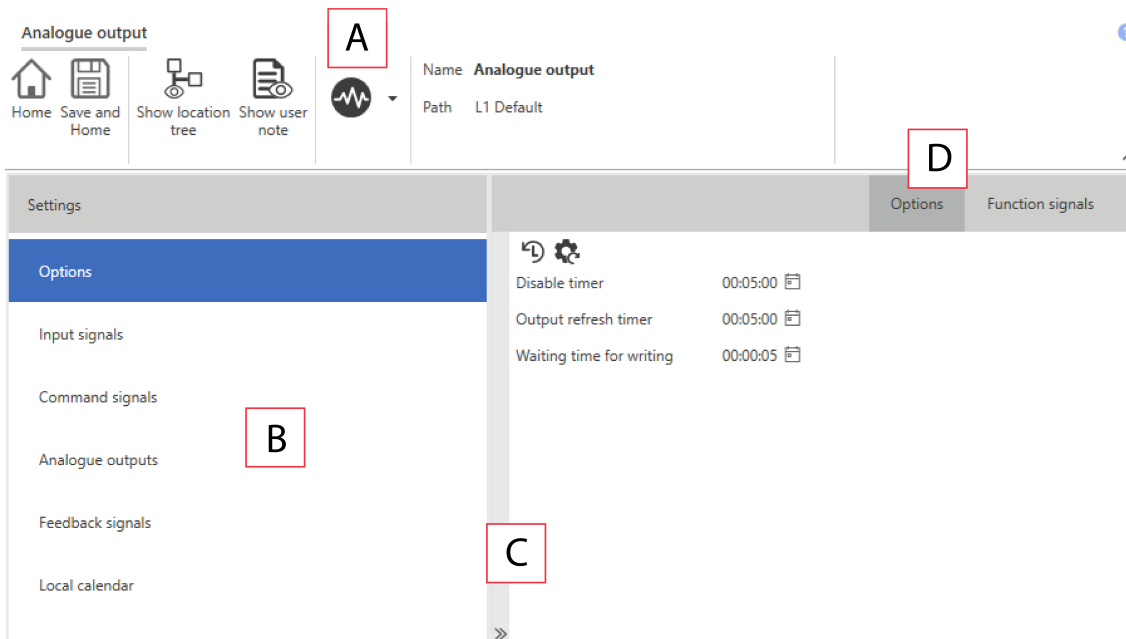 Analogue output
A
Home
Save and
Home
Show location
tree
Show user
note
Name Analogue output
Path L1 Default
D
Settings
Options Function signals
Options
Input signals
Command signals
Analogue outputs
Feedback signals
Local calendar
B
C
Disable timer 00:05:00
Output refresh timer 00:05:00
Waiting time for writing 00:00:05